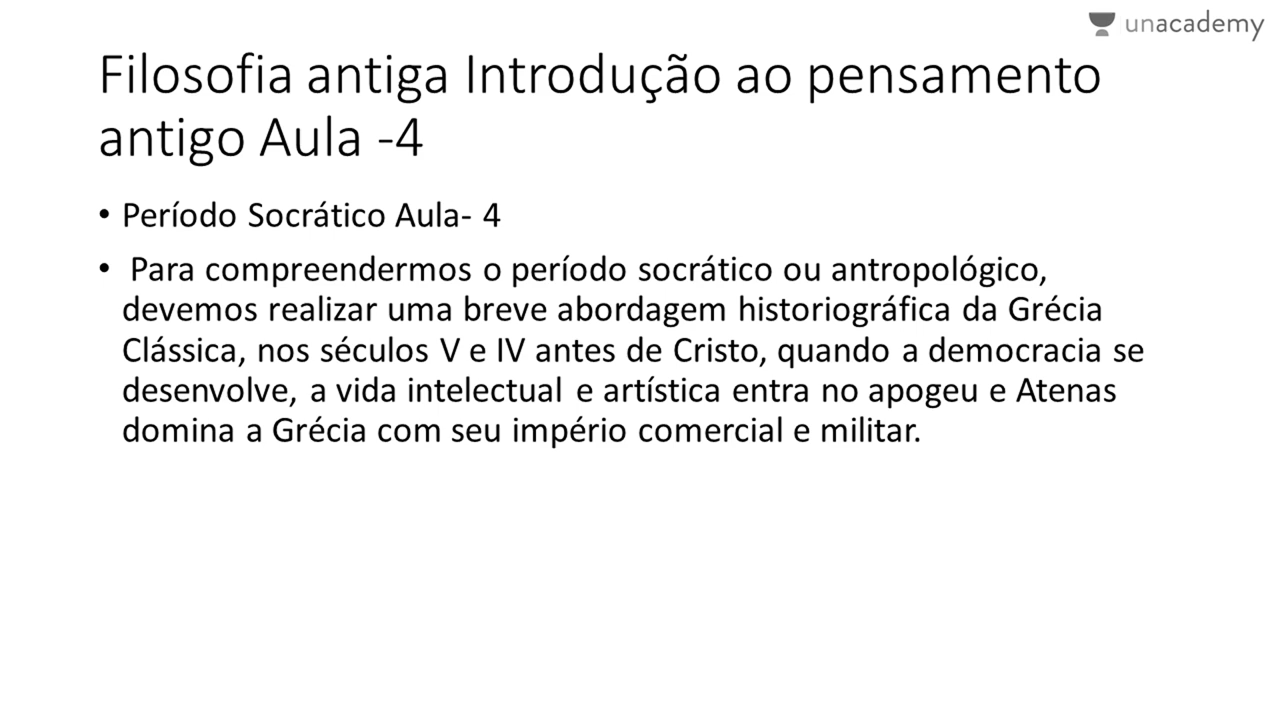 unacademy
Filosofia antiga Introdução ao pensamento
antigo Aula -4
• Período Socrático Aula- 4
• Para compreendermos o período socrático ou antropológico,
devemos realizar uma breve abordagem historiográfica da Grécia
Clássica, nos séculos V e IV antes de Cristo, quando a democracia se
desenvolve, a vida intelectual e artística entra no apogeu e Atenas
domina a Grécia com seu império comercial e militar.